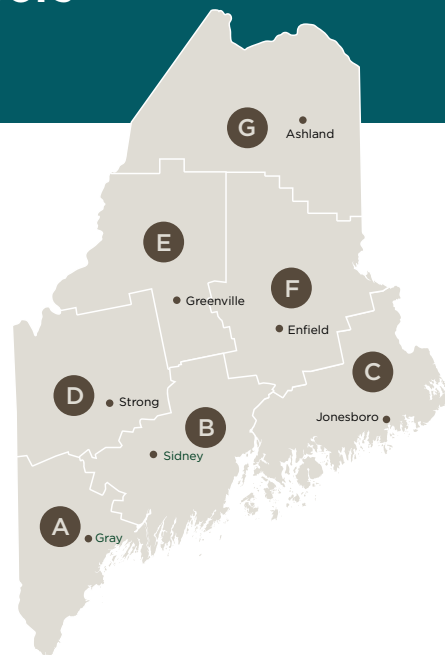 G
Ashland
E
Greenville
F
Enfield
C
D
Strong
Jonesboro
B
Sidney
A
Gray